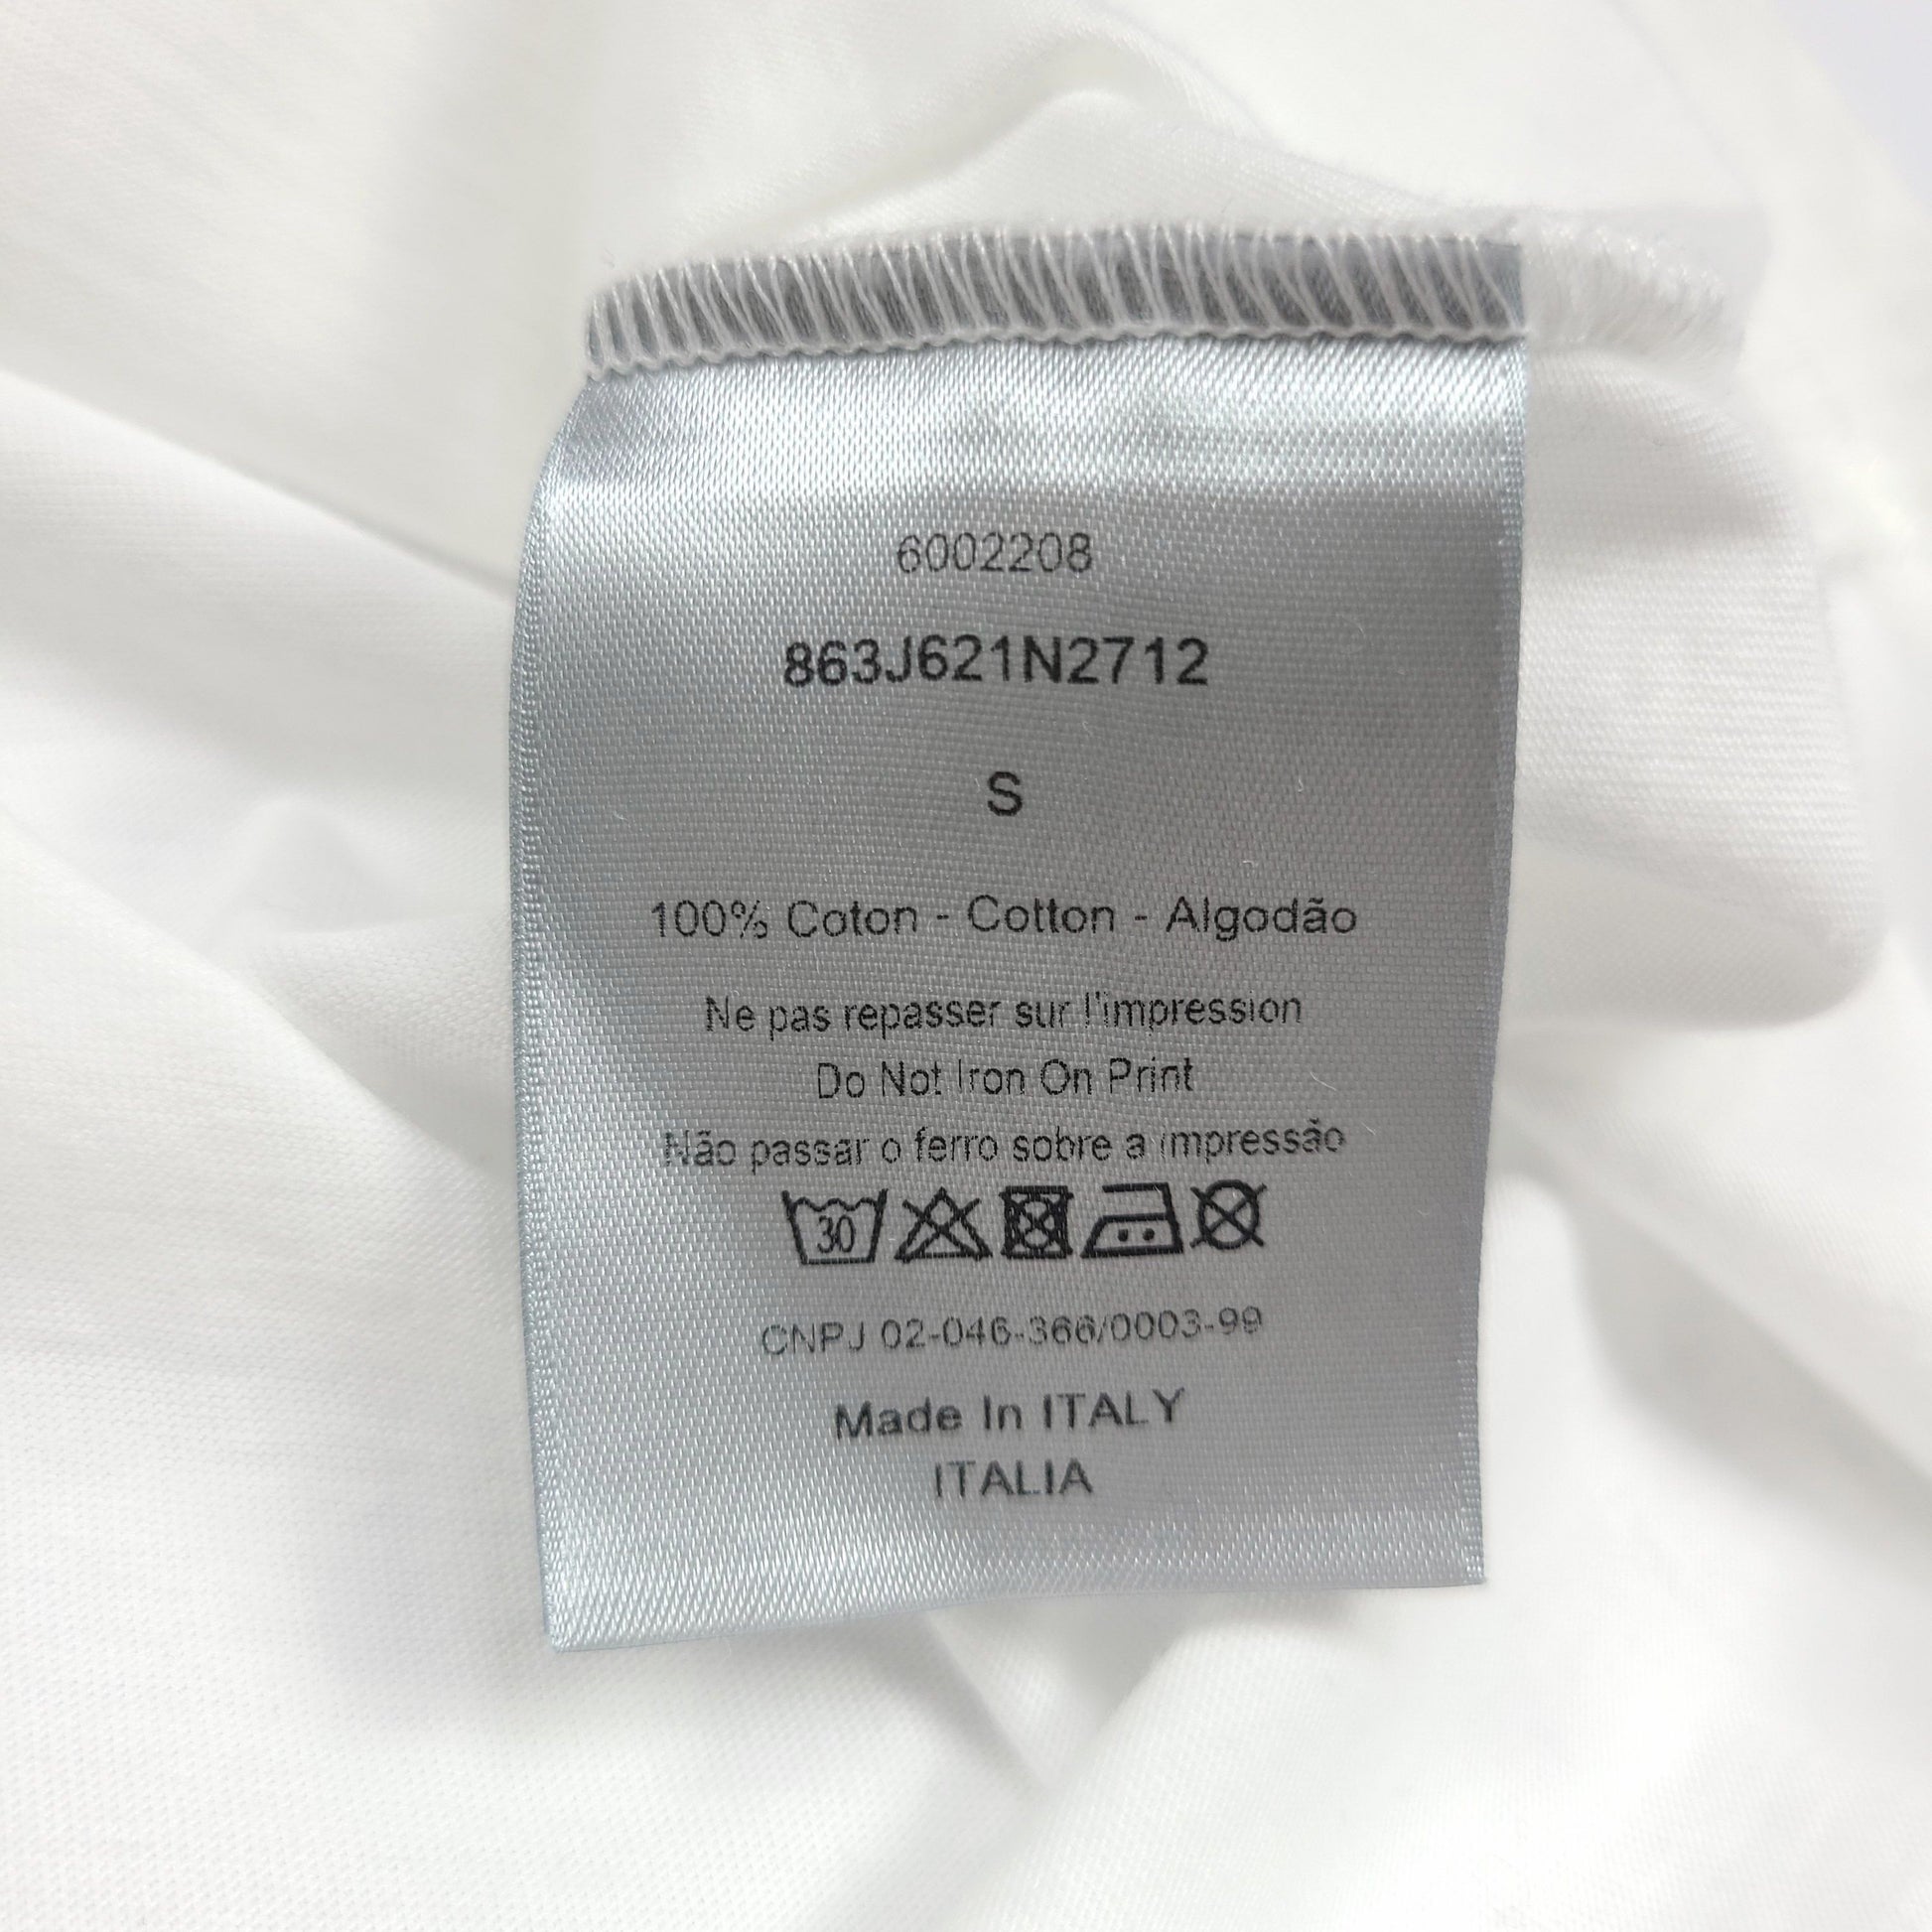 6002208
863J621N2712
S
100% Coton - Cotton - Algodão
Ne pas repasser sur l'impression
Do Not Iron On Print
Não passar o ferro sobre a impressão
30
CNPJ 02-046-366/0003-99
Made In ITALY
ITALIA